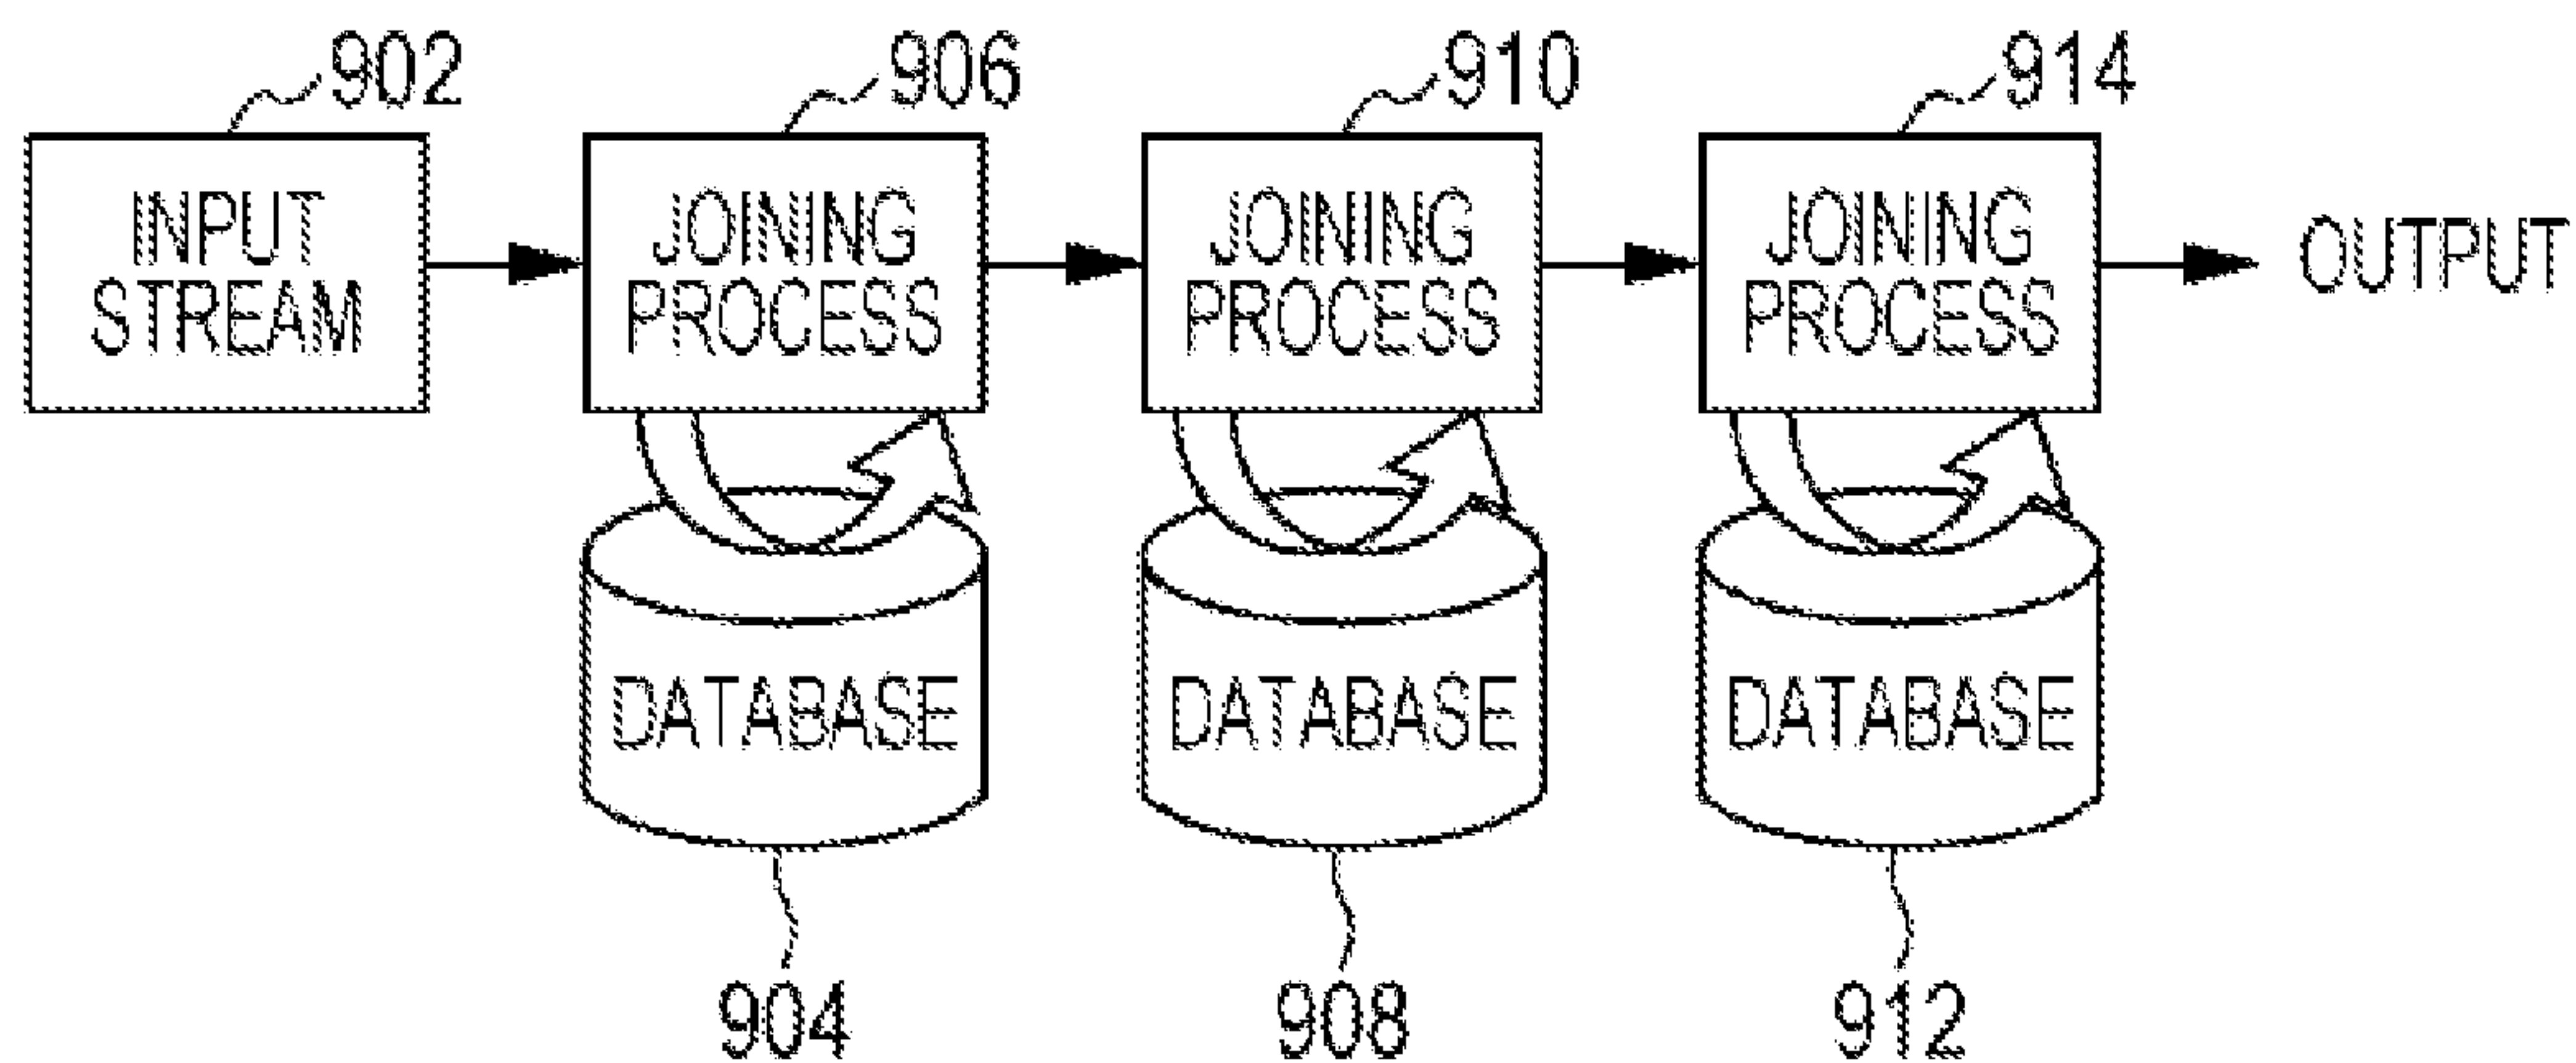 902
906
910
914
INPUT
STREAM
JOINING
PROCESS
JOINING
PROCESS
JOINING
PROCESS
OUTPUT
DATABASE
DATABASE
DATABASE
904
908
912